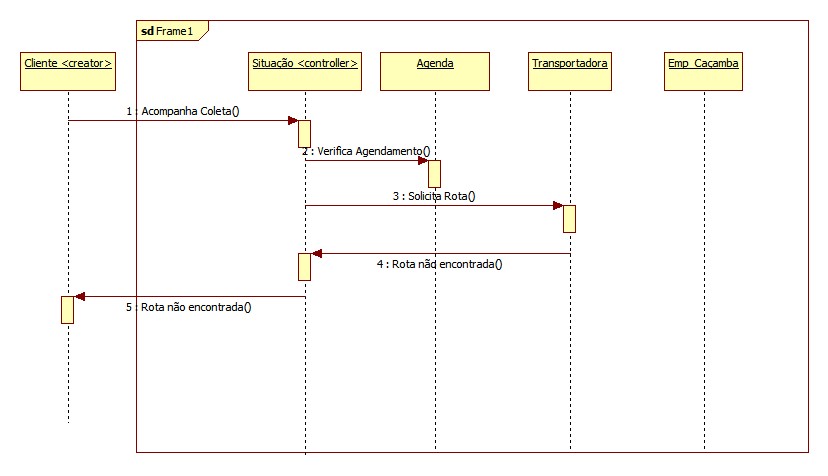 sd Frame1
Cliente <creator>
Situação <controller>
Agenda
Transportadora
Emp_Caçamba
1 : Acompanha Coleta()
2 : Verifica Agendamento()
3 : Solicita Rota()
4 : Rota não encontrada()
5 : Rota não encontrada()